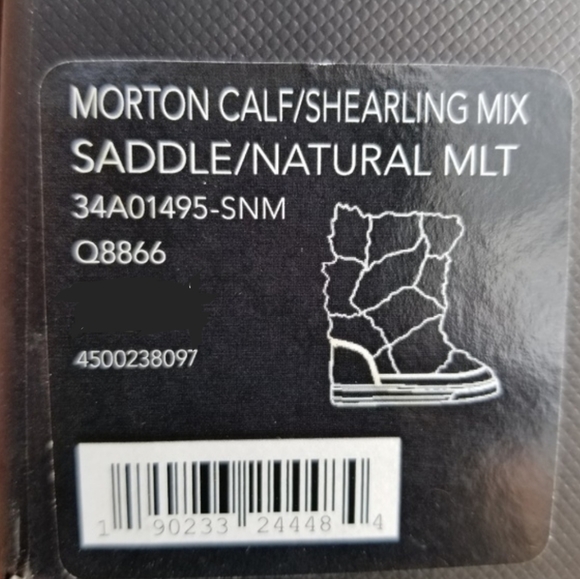 MORTON CALF/SHEARLING MIX
SADDLE/NATURAL MLT
34A01495-SNM
Q8866
4500238097
1 90233 24448 4